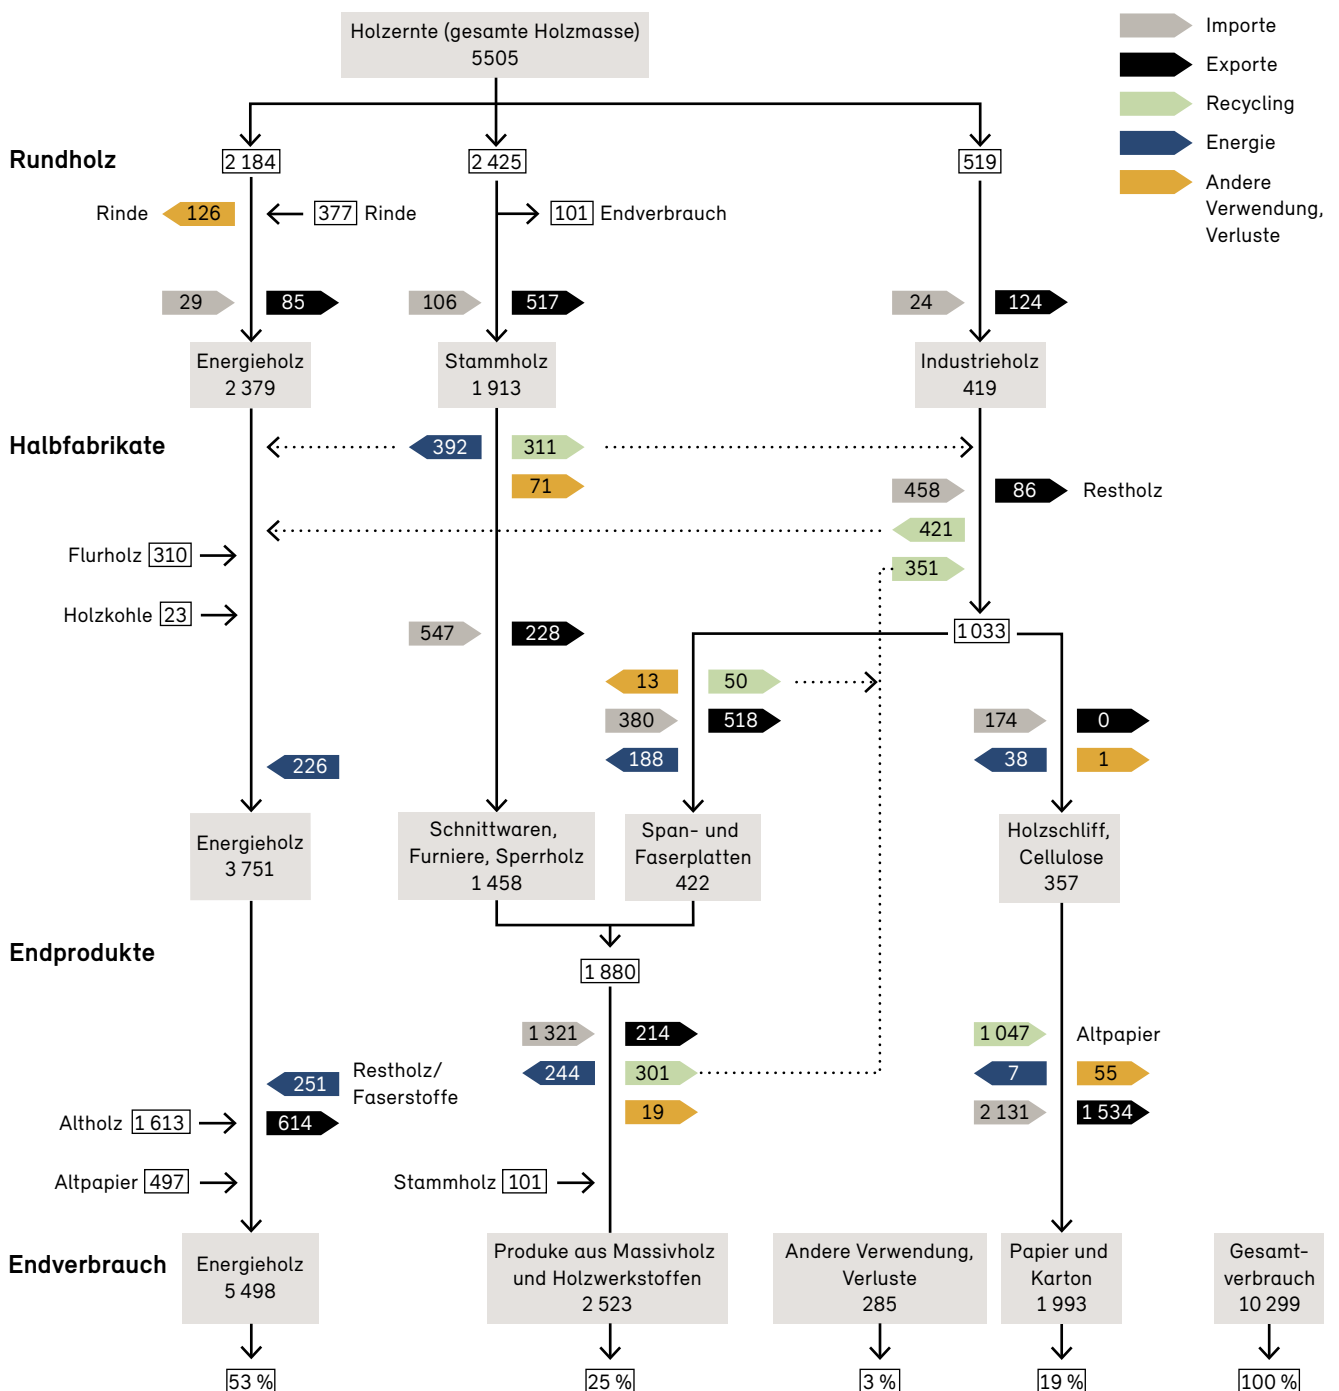 Holzernte (gesamte Holzmasse)
5505
Importe
Exporte
Recycling
Energie
Andere
Verwendung,
Verluste
Rundholz
2 184
2 425
519
Rinde
126
377 Rinde
101 Endverbrauch
29
85
106
517
24
124
Energieholz
2 379
Stammholz
1 913
Industrieholz
419
Halbfabrikate
392
311
71
458
86
Restholz
421
351
Flurholz 310
Holzkohle 23
547
228
1 033
13
50
380
518
188
174
0
38
1
226
Energieholz
3 751
Schnittwaren,
Furniere, Sperrholz
1 458
Span- und
Faserplatten
422
Holzschliff,
Cellulose
357
Endprodukte
1 880
1 321
214
244
301
19
1 047
Altpapier
7
55
2 131
1 534
251
Restholz/
Faserstoffe
614
Altholz 1 613
Altpapier 497
Stammholz 101
Endverbrauch
Energieholz
5 498
Produke aus Massivholz
und Holzwerkstoffen
2 523
Andere Verwendung,
Verluste
285
Papier und
Karton
1 993
Gesamt-
verbrauch
10 299
53 %
25 %
3 %
19 %
100 %